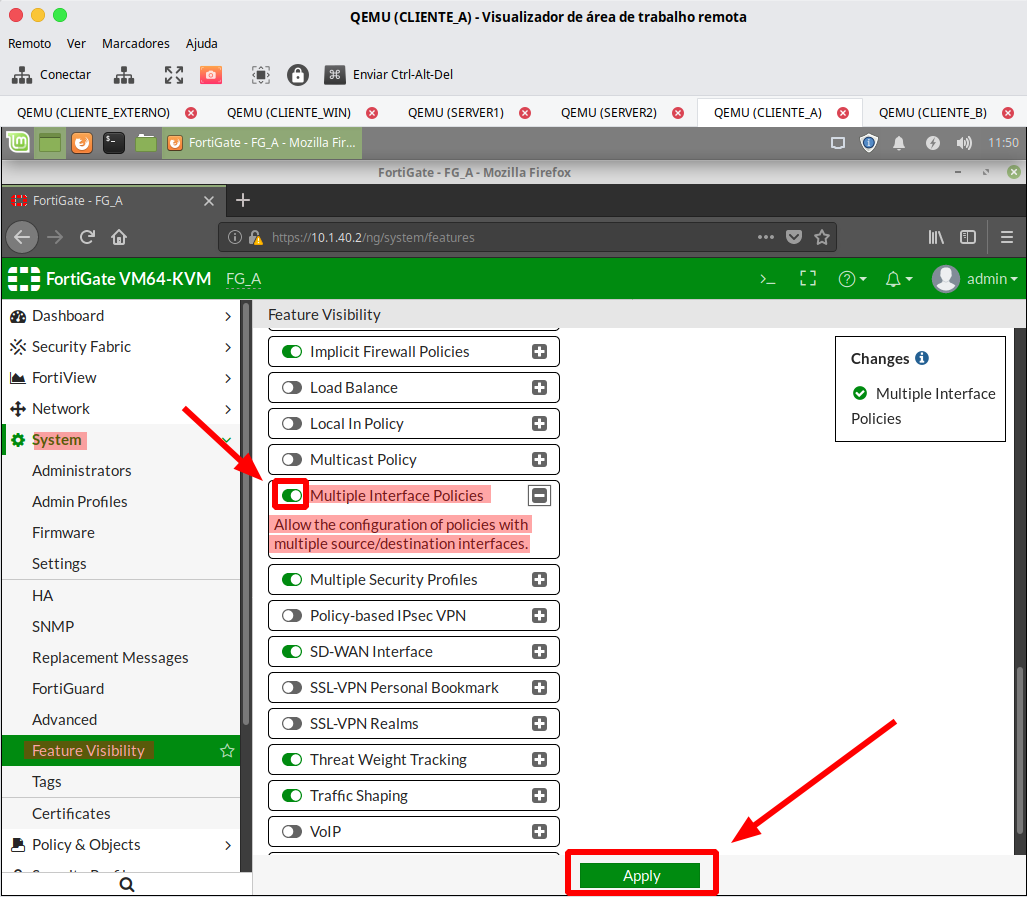 QEMU (CLIENTE_A) - Visualizador de área de trabalho remota
Remoto Ver Marcadores Ajuda
Conectar Enviar Ctrl-Alt-Del
QEMU (CLIENTE_EXTERNO) QEMU (CLIENTE_WIN) QEMU (SERVER1) QEMU (SERVER2) QEMU (CLIENTE_A) QEMU (CLIENTE_B)
FortiGate - FG_A - Mozilla Fir... 11:50
FortiGate - FG_A - Mozilla Firefox
FortiGate - FG_A
https://10.1.40.2/ng/system/features
FortiGate VM64-KVM FG_A admin
Dashboard
Security Fabric
FortiView
Network
System
Administrators
Admin Profiles
Firmware
Settings
HA
SNMP
Replacement Messages
FortiGuard
Advanced
Feature Visibility
Tags
Certificates
Policy & Objects
Feature Visibility
Implicit Firewall Policies
Load Balance
Local In Policy
Multicast Policy
Multiple Interface Policies
Allow the configuration of policies with
multiple source/destination interfaces.
Multiple Security Profiles
Policy-based IPsec VPN
SD-WAN Interface
SSL-VPN Personal Bookmark
SSL-VPN Realms
Threat Weight Tracking
Traffic Shaping
VoIP
Apply
Changes
Multiple Interface
Policies